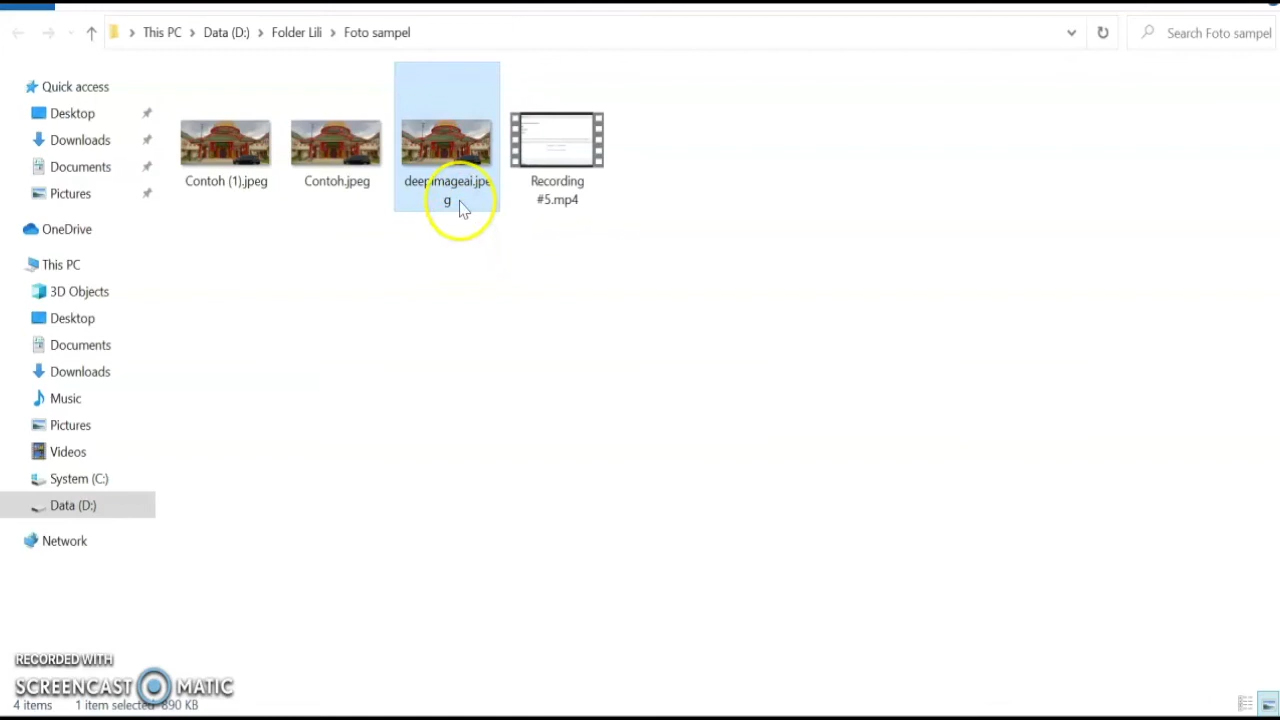 This PC > Data (D:) > Folder Lili > Foto sampel
Search Foto sampel
Quick access
Desktop
Downloads
Documents
Pictures
OneDrive
This PC
3D Objects
Desktop
Documents
Downloads
Music
Pictures
Videos
System (C:)
Data (D:)
Network
Contoh (1).jpeg
Contoh.jpeg
deepimageai.jpe
g
Recording
#5.mp4
RECORDED WITH
SCREENCAST MATIC
4 items 1 item selected 890 KB